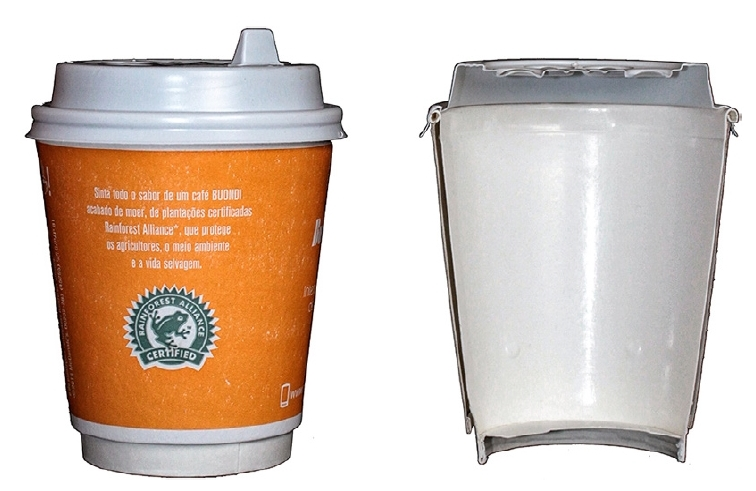 Sinta todo o sabor de um café BUONDI
acabado de moer, de plantações certificadas
Rainforest Alliance™, que protege
os agricultores, o meio ambiente
e a vida selvagem.
RAINFOREST ALLIANCE
CERTIFIED